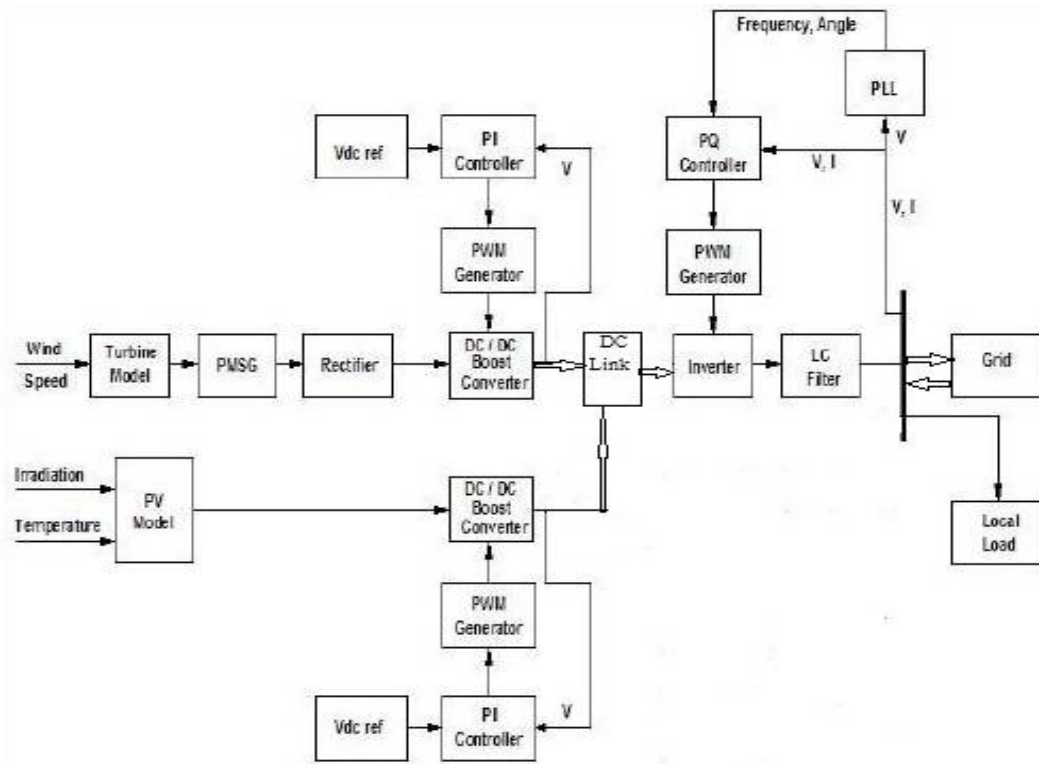 Frequency, Angle
PLL
V
Vdc ref
PI
Controller
V
PQ
Controller
V, I
V, I
PWM
Generator
PWM
Generator
Wind
Speed
Turbine
Model
PMSG
Rectifier
DC / DC
Boost
Converter
DC
Link
Inverter
LC
Filter
Grid
Irradiation
Temperature
PV
Model
DC / DC
Boost
Converter
Local
Load
PWM
Generator
Vdc ref
PI
Controller
V